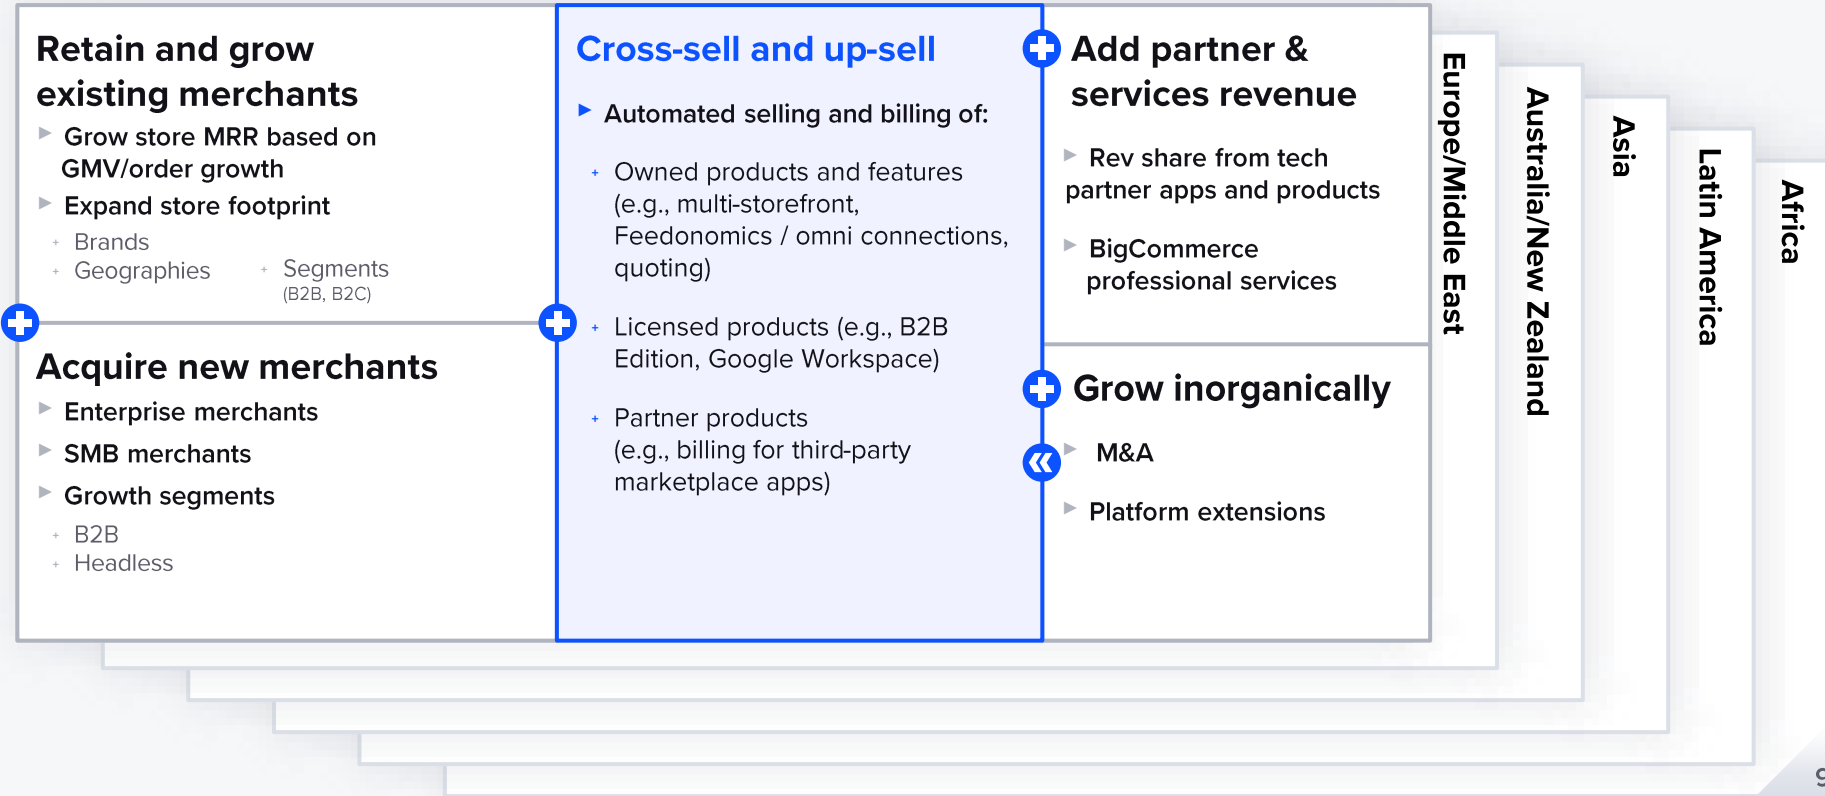 Retain and grow
existing merchants
Grow store MRR based on
GMV/order growth
Expand store footprint
+ Brands
+ Geographies
+ Segments
(B2B, B2C)
Acquire new merchants
Enterprise merchants
SMB merchants
Growth segments
+ B2B
+ Headless
Cross-sell and up-sell
Automated selling and billing of:
+ Owned products and features
(e.g., multi-storefront,
Feedonomics / omni connections,
quoting)
+ Licensed products (e.g., B2B
Edition, Google Workspace)
+ Partner products
(e.g., billing for third-party
marketplace apps)
Add partner &
services revenue
Rev share from tech
partner apps and products
BigCommerce
professional services
Grow inorganically
M&A
Platform extensions
Europe/Middle East
Australia/New Zealand
Asia
Latin America
Africa
9